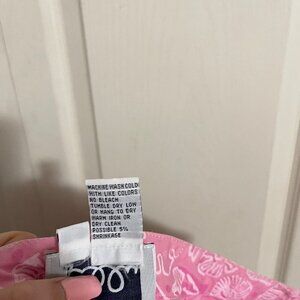 MACHINE WASH COLD
WITH LIKE COLORS
NO BLEACH
TUMBLE DRY LOW
OR HANG TO DRY
WARM IRON OR
DRY CLEAN
POSSIBLE 5%
SHRINKAGE